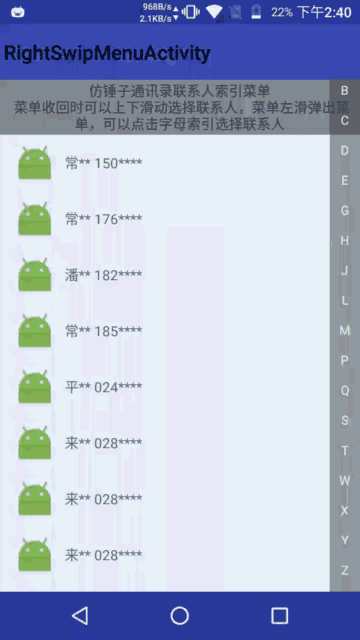 968B/s
2.1KB/s
22% 下午2:40
RightSwipMenuActivity
仿锤子通讯录联系人索引菜单
菜单收回时可以上下滑动选择联系人，菜单左滑弹出菜
单，可以点击字母索引选择联系人
常** 150****
常** 176****
潘** 182****
常** 185****
平** 024****
来** 028****
来** 028****
来** 028****
B
C
D
E
G
H
J
L
M
P
Q
S
T
W
X
Y
Z